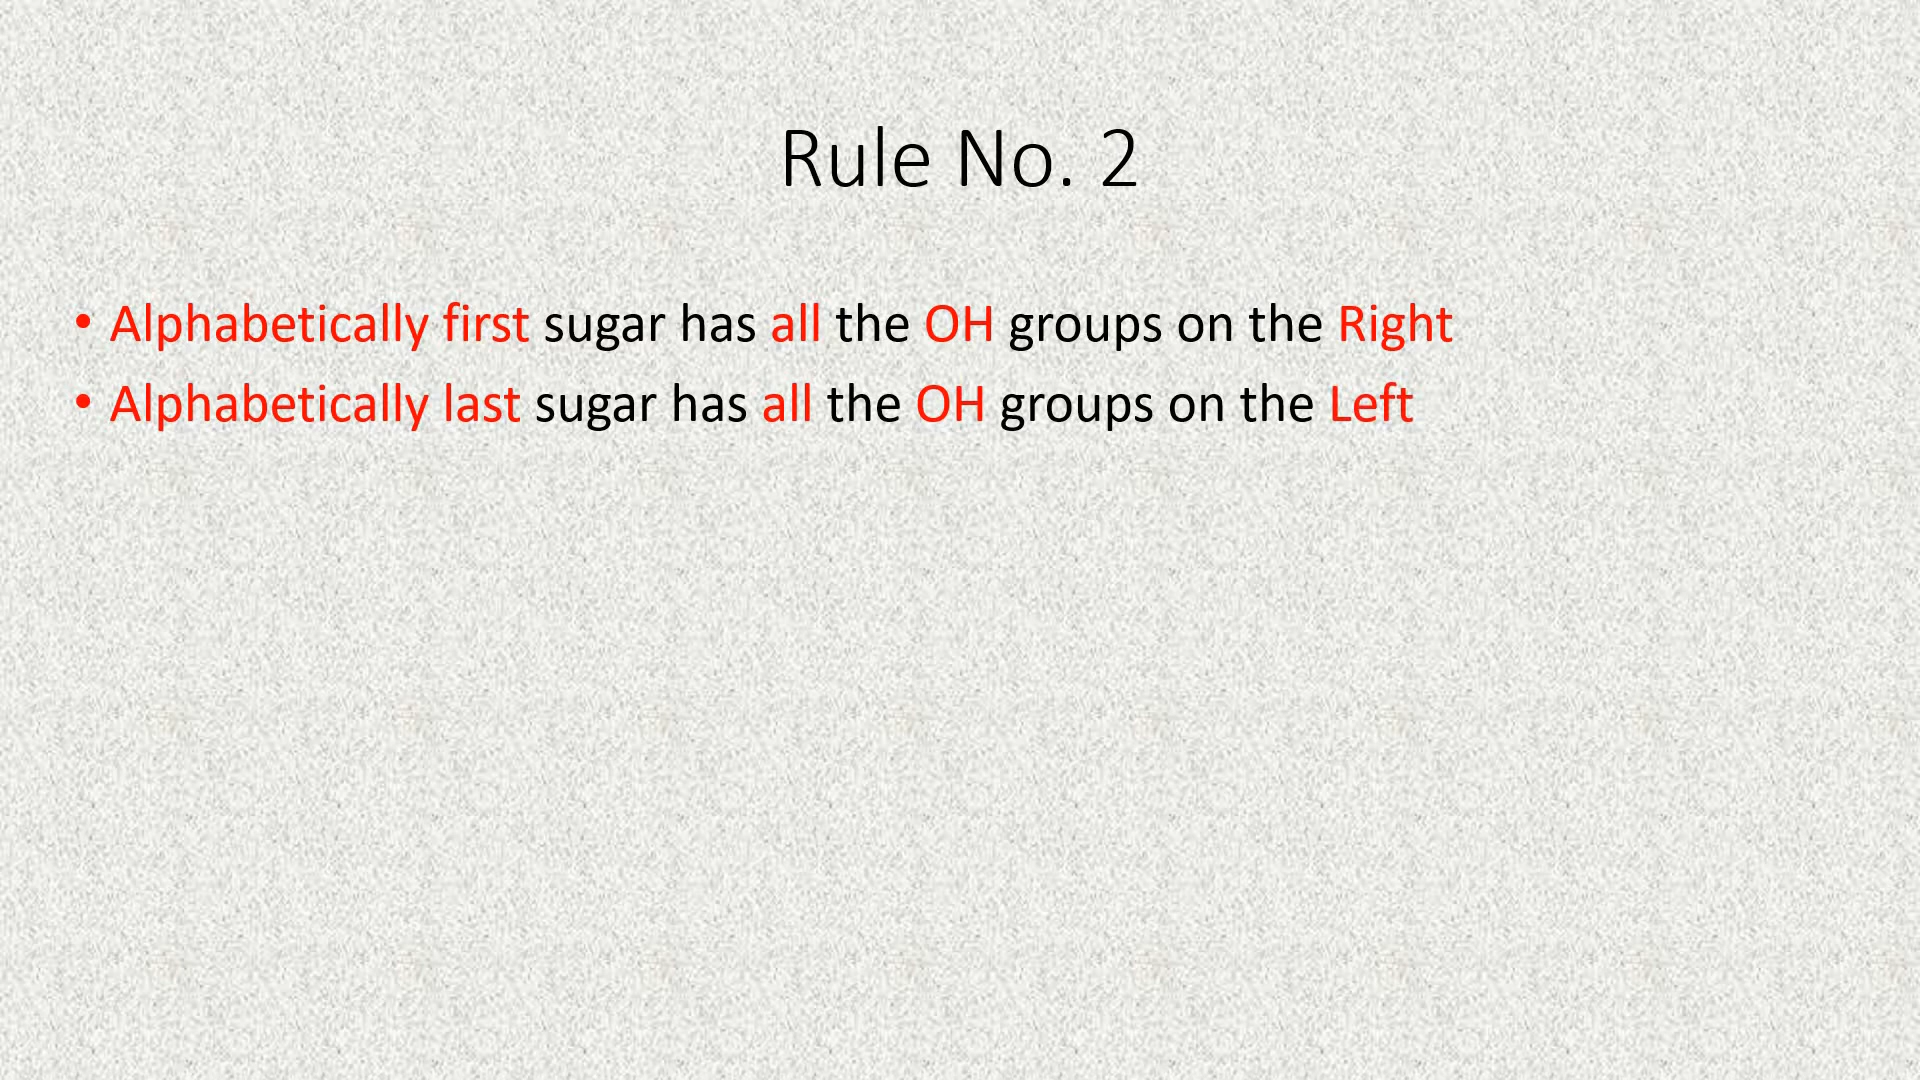 Rule No. 2
• Alphabetically first sugar has all the OH groups on the Right
• Alphabetically last sugar has all the OH groups on the Left